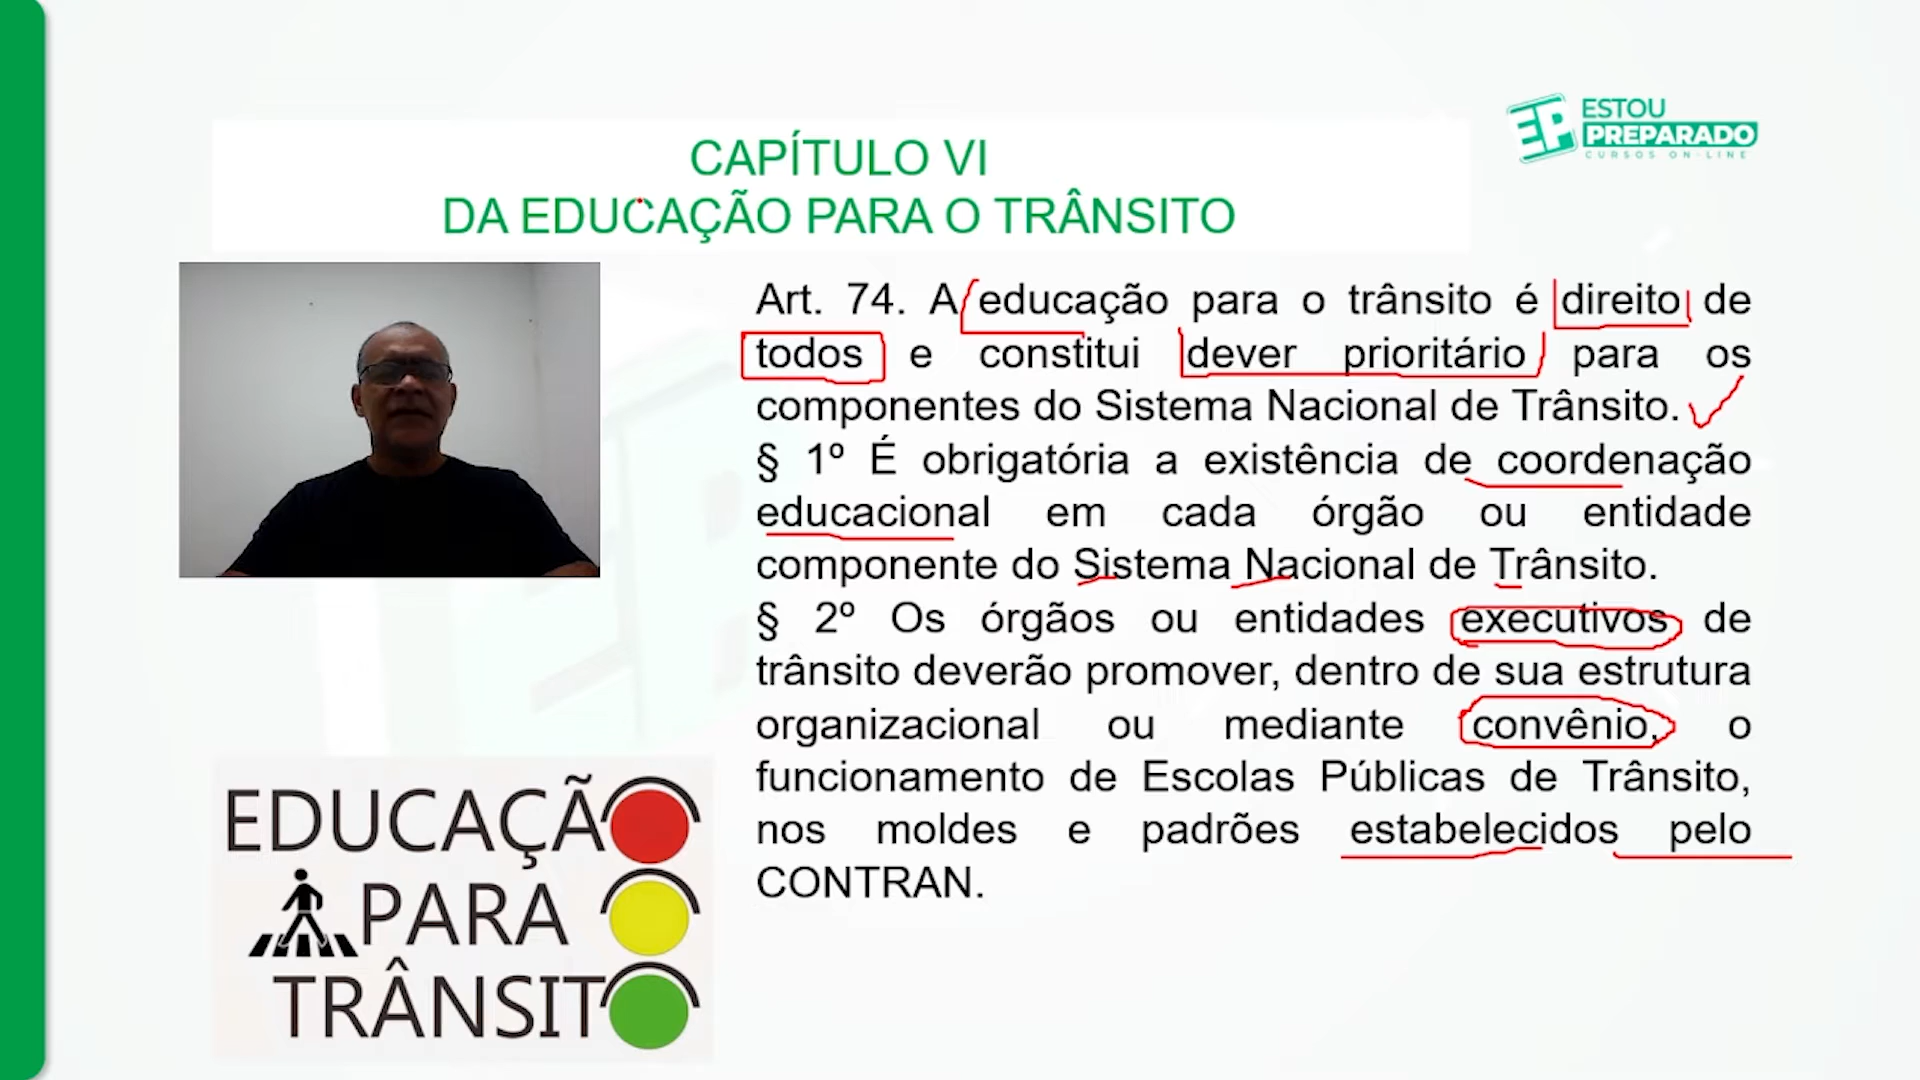 ESTOU
PREPARADO
CURSOS ON-LINE
CAPÍTULO VI
DA EDUCAÇÃO PARA O TRÂNSITO
Art. 74. A educação para o trânsito é direito de
todos e constitui dever prioritário para os
componentes do Sistema Nacional de Trânsito.
§ 1º É obrigatória a existência de coordenação
educacional em cada órgão ou entidade
componente do Sistema Nacional de Trânsito.
§ 2º Os órgãos ou entidades executivos de
trânsito deverão promover, dentro de sua estrutura
organizacional ou mediante convênio, o
funcionamento de Escolas Públicas de Trânsito,
nos moldes e padrões estabelecidos pelo
CONTRAN.
EDUCAÇÃO
PARA
TRÂNSITO